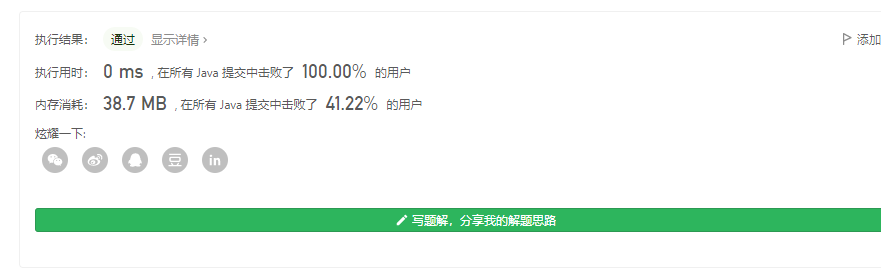 执行结果： 通过 显示详情 › 添加
执行用时： 0 ms , 在所有 Java 提交中击败了 100.00% 的用户
内存消耗： 38.7 MB , 在所有 Java 提交中击败了 41.22% 的用户
炫耀一下:
豆 in
写题解，分享我的解题思路